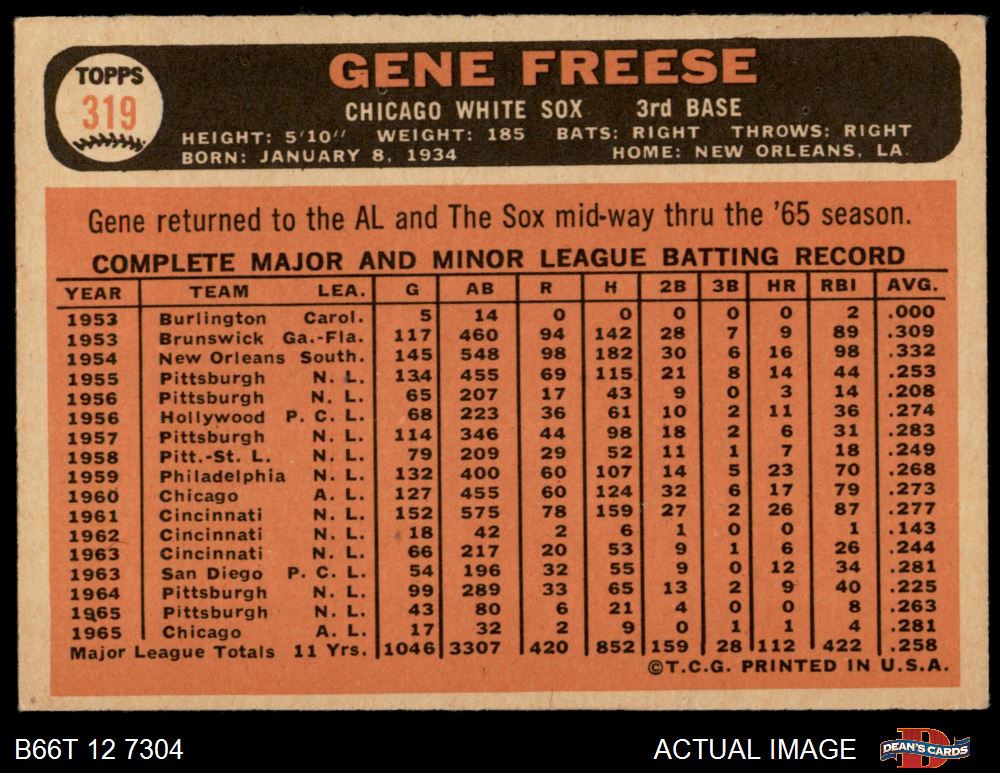 TOPPS
319
GENE FREESE
CHICAGO WHITE SOX 3rd BASE
HEIGHT: 5'10" WEIGHT: 185 BATS: RIGHT THROWS: RIGHT
BORN: JANUARY 8, 1934 HOME: NEW ORLEANS, LA.
Gene returned to the AL and The Sox mid-way thru the '65 season.
COMPLETE MAJOR AND MINOR LEAGUE BATTING RECORD
YEAR TEAM LEA. G AB R H 2B 3B HR RBI AVG.
1953 Burlington Carol. 5 14 0 0 0 0 0 2 .000
1953 Brunswick Ga.-Fla. 117 460 94 142 28 7 9 89 .309
1954 New Orleans South. 145 548 98 182 30 6 16 98 .332
1955 Pittsburgh N. L. 134 455 69 115 21 8 14 44 .253
1956 Pittsburgh N. L. 65 207 17 43 9 0 3 14 .208
1956 Hollywood P. C. L. 68 223 36 61 10 2 11 36 .274
1957 Pittsburgh N. L. 114 346 44 98 18 2 6 31 .283
1958 Pitt.-St. L. N. L. 79 209 29 52 11 1 7 18 .249
1959 Philadelphia N. L. 132 400 60 107 14 5 23 70 .268
1960 Chicago A. L. 127 455 60 124 32 6 17 79 .273
1961 Cincinnati N. L. 152 575 78 159 27 2 26 87 .277
1962 Cincinnati N. L. 18 42 2 6 1 0 0 1 .143
1963 Cincinnati N. L. 66 217 20 53 9 1 6 26 .244
1963 San Diego P. C. L. 54 196 32 55 9 0 12 34 .281
1964 Pittsburgh N. L. 99 289 33 65 13 2 9 40 .225
1965 Pittsburgh N. L. 43 80 6 21 4 0 0 8 .263
1965 Chicago A. L. 17 32 2 9 0 1 1 4 .281
Major League Totals 11 Yrs. 1046 3307 420 852 159 28 112 422 .258
©T.C.G. PRINTED IN U.S.A.
B66T 12 7304 ACTUAL IMAGE DEAN'S CARDS